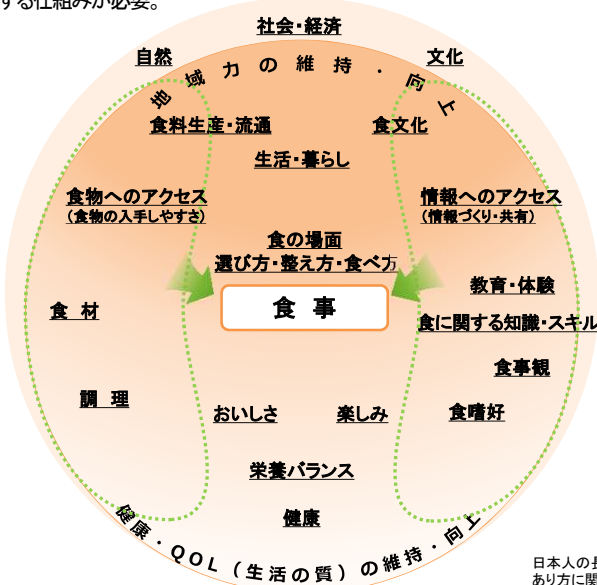 する仕組みが必要。
社会・経済
自然
文化
地域力の維持・向上
食料生産・流通
食文化
生活・暮らし
食物へのアクセス
(食物の入手しやすさ)
情報へのアクセス
(情報づくり・共有)
食の場面
選び方・整え方・食べ方
教育・体験
食事
食材
食に関する知識・スキル
食事観
調理
おいしさ
楽しみ
食嗜好
栄養バランス
健康
健康・QOL(生活の質)の維持・向上
日本人の長
あり方に関